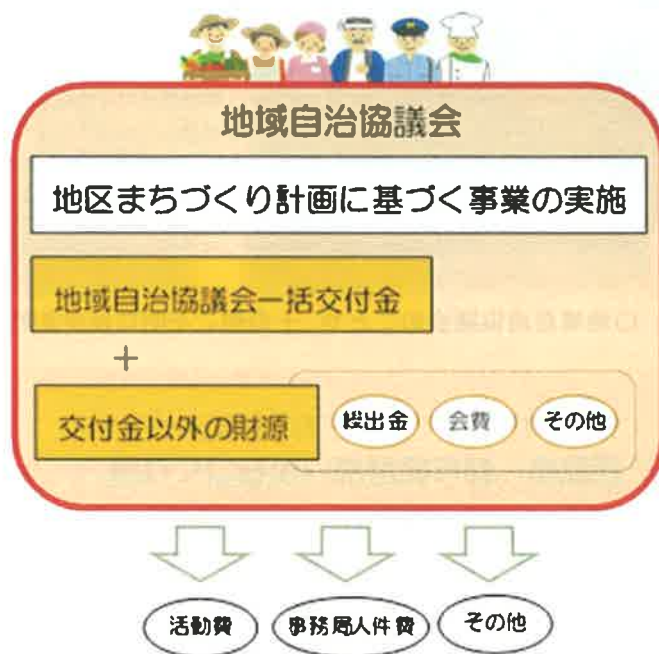 地域自治協議会
地区まちづくり計画に基づく事業の実施
地域自治協議会一括交付金
+
交付金以外の財源
拠出金
会費
その他
活動費
事務局人件費
その他